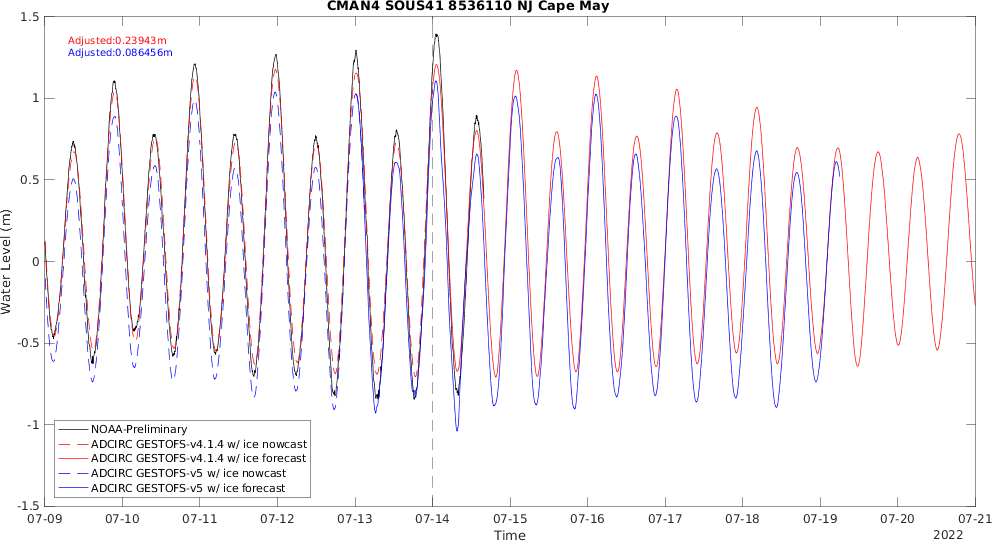 CMAN4 SOUS41 8536110 NJ Cape May
1.5
Adjusted:0.23943m
Adjusted:0.086456m
1
0.5
0
-0.5
-1
-1.5
Water Level (m)
NOAA-Preliminary
ADCIRC GESTOFS-v4.1.4 w/ ice nowcast
ADCIRC GESTOFS-v4.1.4 w/ ice forecast
ADCIRC GESTOFS-v5 w/ ice nowcast
ADCIRC GESTOFS-v5 w/ ice forecast
07-09 07-10 07-11 07-12 07-13 07-14 07-15 07-16 07-17 07-18 07-19 07-20 07-21
Time
2022